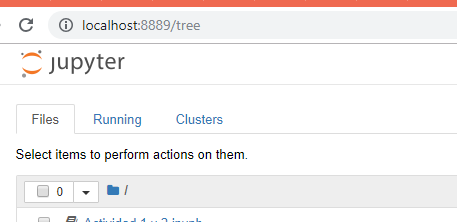 localhost:8889/tree
jupyter
Files Running Clusters
Select items to perform actions on them.
0 /